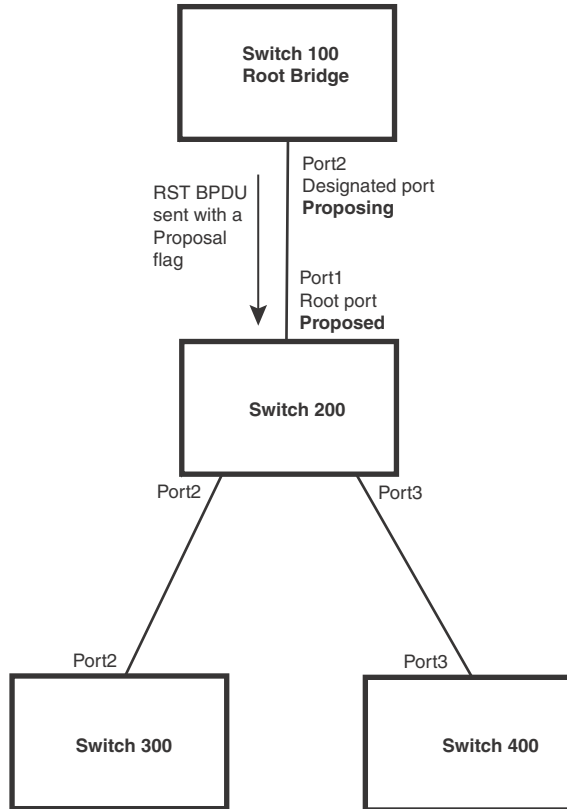 Switch 100
Root Bridge
RST BPDU
sent with a
Proposal
flag
Port2
Designated port
Proposing
Port1
Root port
Proposed
Switch 200
Port2
Port3
Port2
Port3
Switch 300
Switch 400